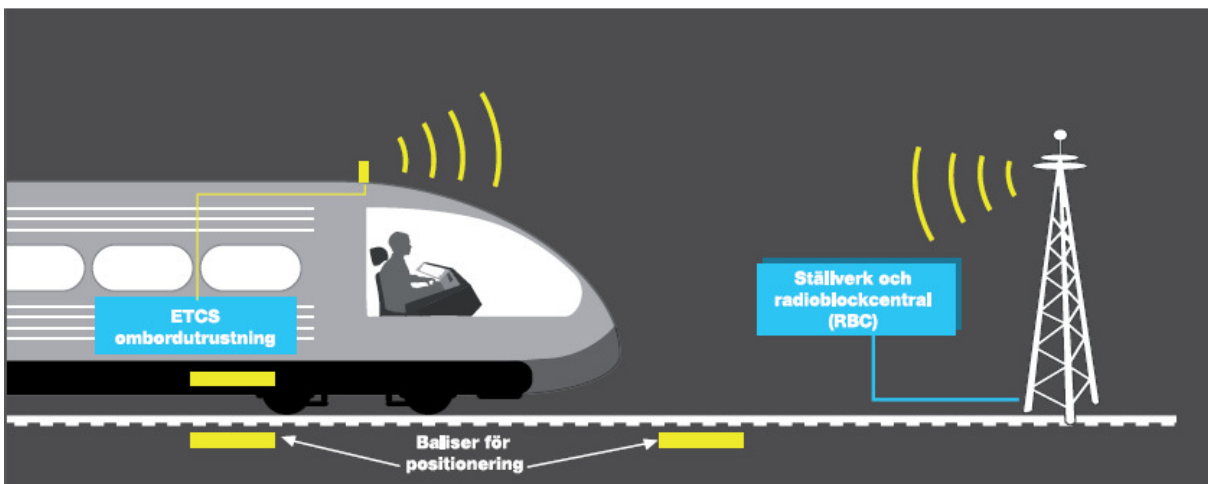 ETCS
ombordutrustning
Ställverk och
radioblockcentral
(RBC)
Baliser för
positionering